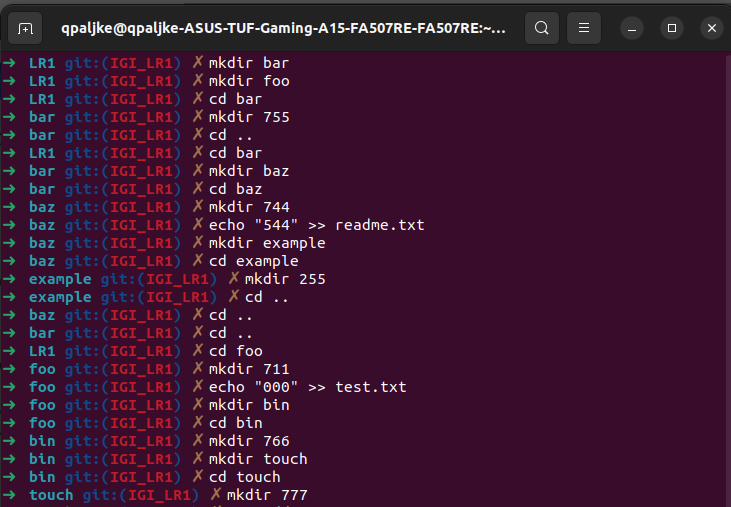 qpaljke@qpaljke-ASUS-TUF-Gaming-A15-FA507RE-FA507RE:~...
➜ LR1 git:(IGI_LR1) ✗ mkdir bar
➜ LR1 git:(IGI_LR1) ✗ mkdir foo
➜ LR1 git:(IGI_LR1) ✗ cd bar
➜ bar git:(IGI_LR1) ✗ mkdir 755
➜ bar git:(IGI_LR1) ✗ cd ..
➜ LR1 git:(IGI_LR1) ✗ cd bar
➜ bar git:(IGI_LR1) ✗ mkdir baz
➜ bar git:(IGI_LR1) ✗ cd baz
➜ baz git:(IGI_LR1) ✗ mkdir 744
➜ baz git:(IGI_LR1) ✗ echo "544" >> readme.txt
➜ baz git:(IGI_LR1) ✗ mkdir example
➜ baz git:(IGI_LR1) ✗ cd example
➜ example git:(IGI_LR1) ✗ mkdir 255
➜ example git:(IGI_LR1) ✗ cd ..
➜ baz git:(IGI_LR1) ✗ cd ..
➜ bar git:(IGI_LR1) ✗ cd ..
➜ LR1 git:(IGI_LR1) ✗ cd foo
➜ foo git:(IGI_LR1) ✗ mkdir 711
➜ foo git:(IGI_LR1) ✗ echo "000" >> test.txt
➜ foo git:(IGI_LR1) ✗ mkdir bin
➜ foo git:(IGI_LR1) ✗ cd bin
➜ bin git:(IGI_LR1) ✗ mkdir 766
➜ bin git:(IGI_LR1) ✗ mkdir touch
➜ bin git:(IGI_LR1) ✗ cd touch
➜ touch git:(IGI_LR1) ✗ mkdir 777